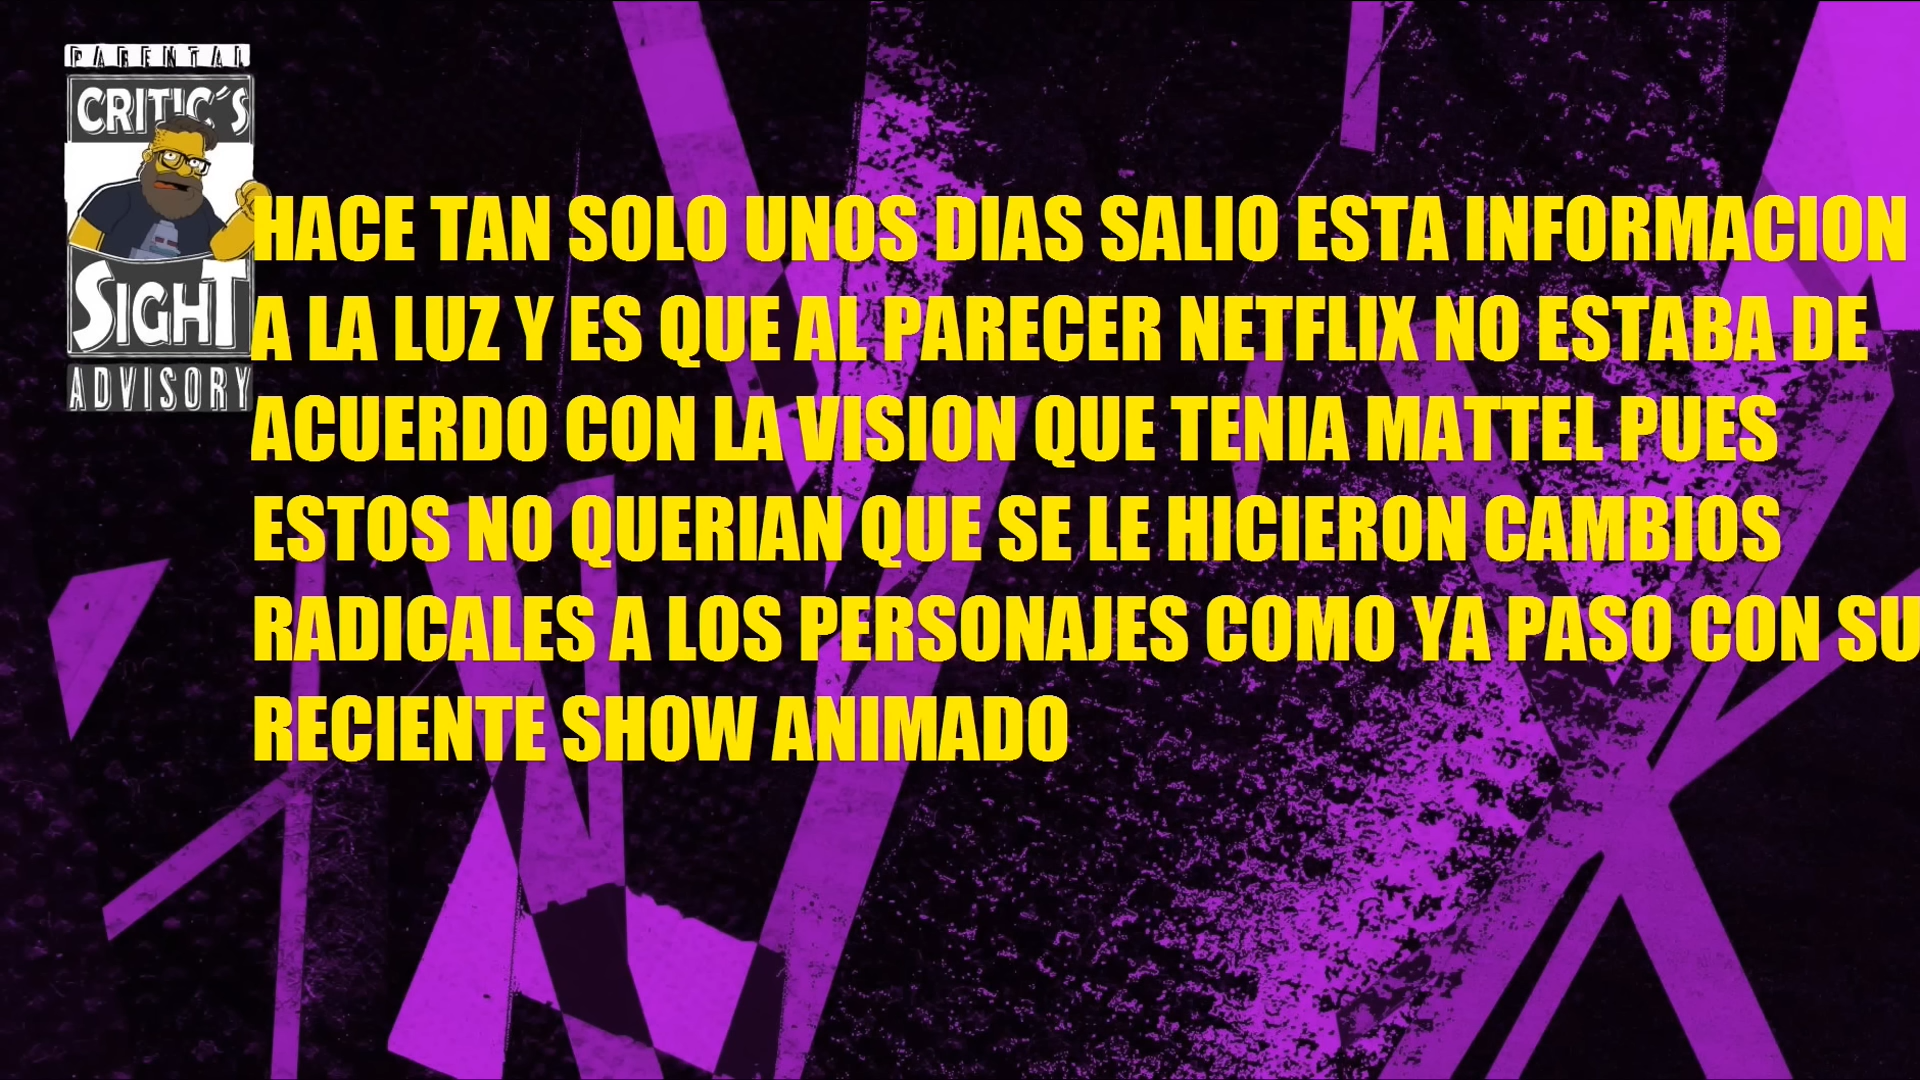 PARENTAL
CRITIC´S
SIGHT
ADVISORY
HACE TAN SOLO UNOS DIAS SALIO ESTA INFORMACION
A LA LUZ Y ES QUE AL PARECER NETFLIX NO ESTABA DE
ACUERDO CON LA VISION QUE TENIA MATTEL PUES
ESTOS NO QUERIAN QUE SE LE HICIERON CAMBIOS
RADICALES A LOS PERSONAJES COMO YA PASO CON SU
RECIENTE SHOW ANIMADO